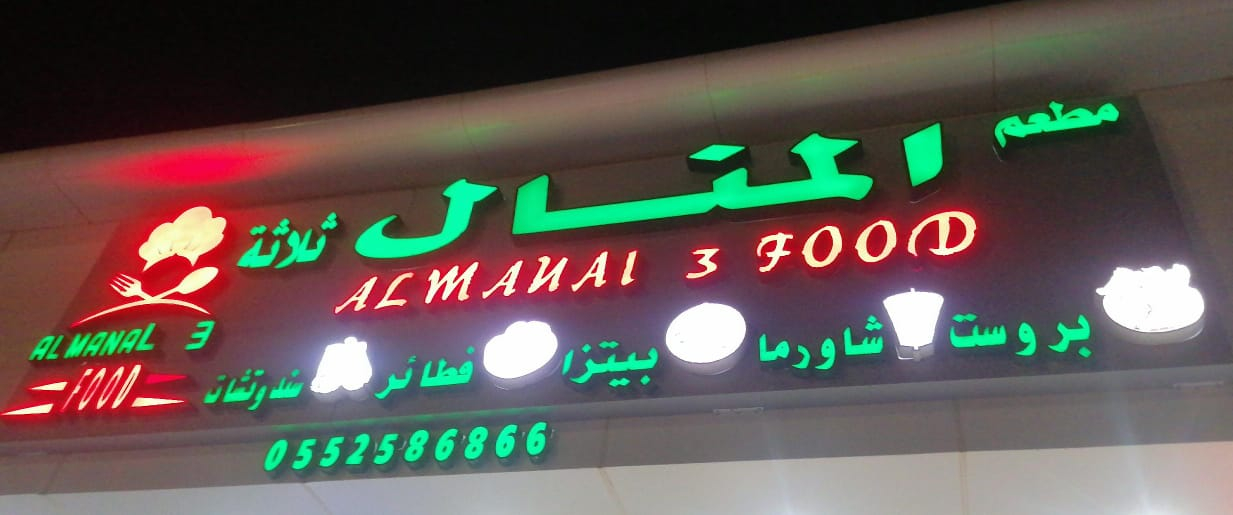 مطعم المنال ثلاثة
ALMANAL 3 FOOD
بروست شاورما بيتزا فطائر سندوتشات
ALMANAL 3
FOOD
0552586866